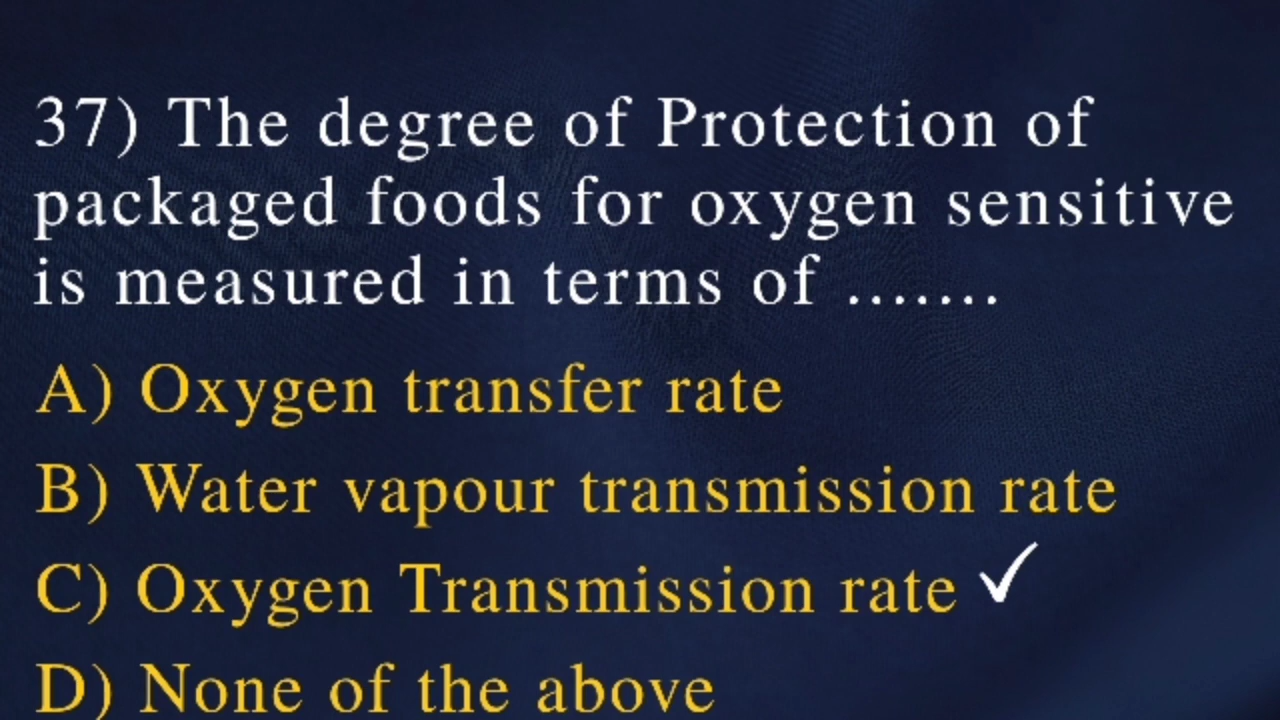 37) The degree of Protection of
packaged foods for oxygen sensitive
is measured in terms of .......
A) Oxygen transfer rate
B) Water vapour transmission rate
C) Oxygen Transmission rate ✓
D) None of the above